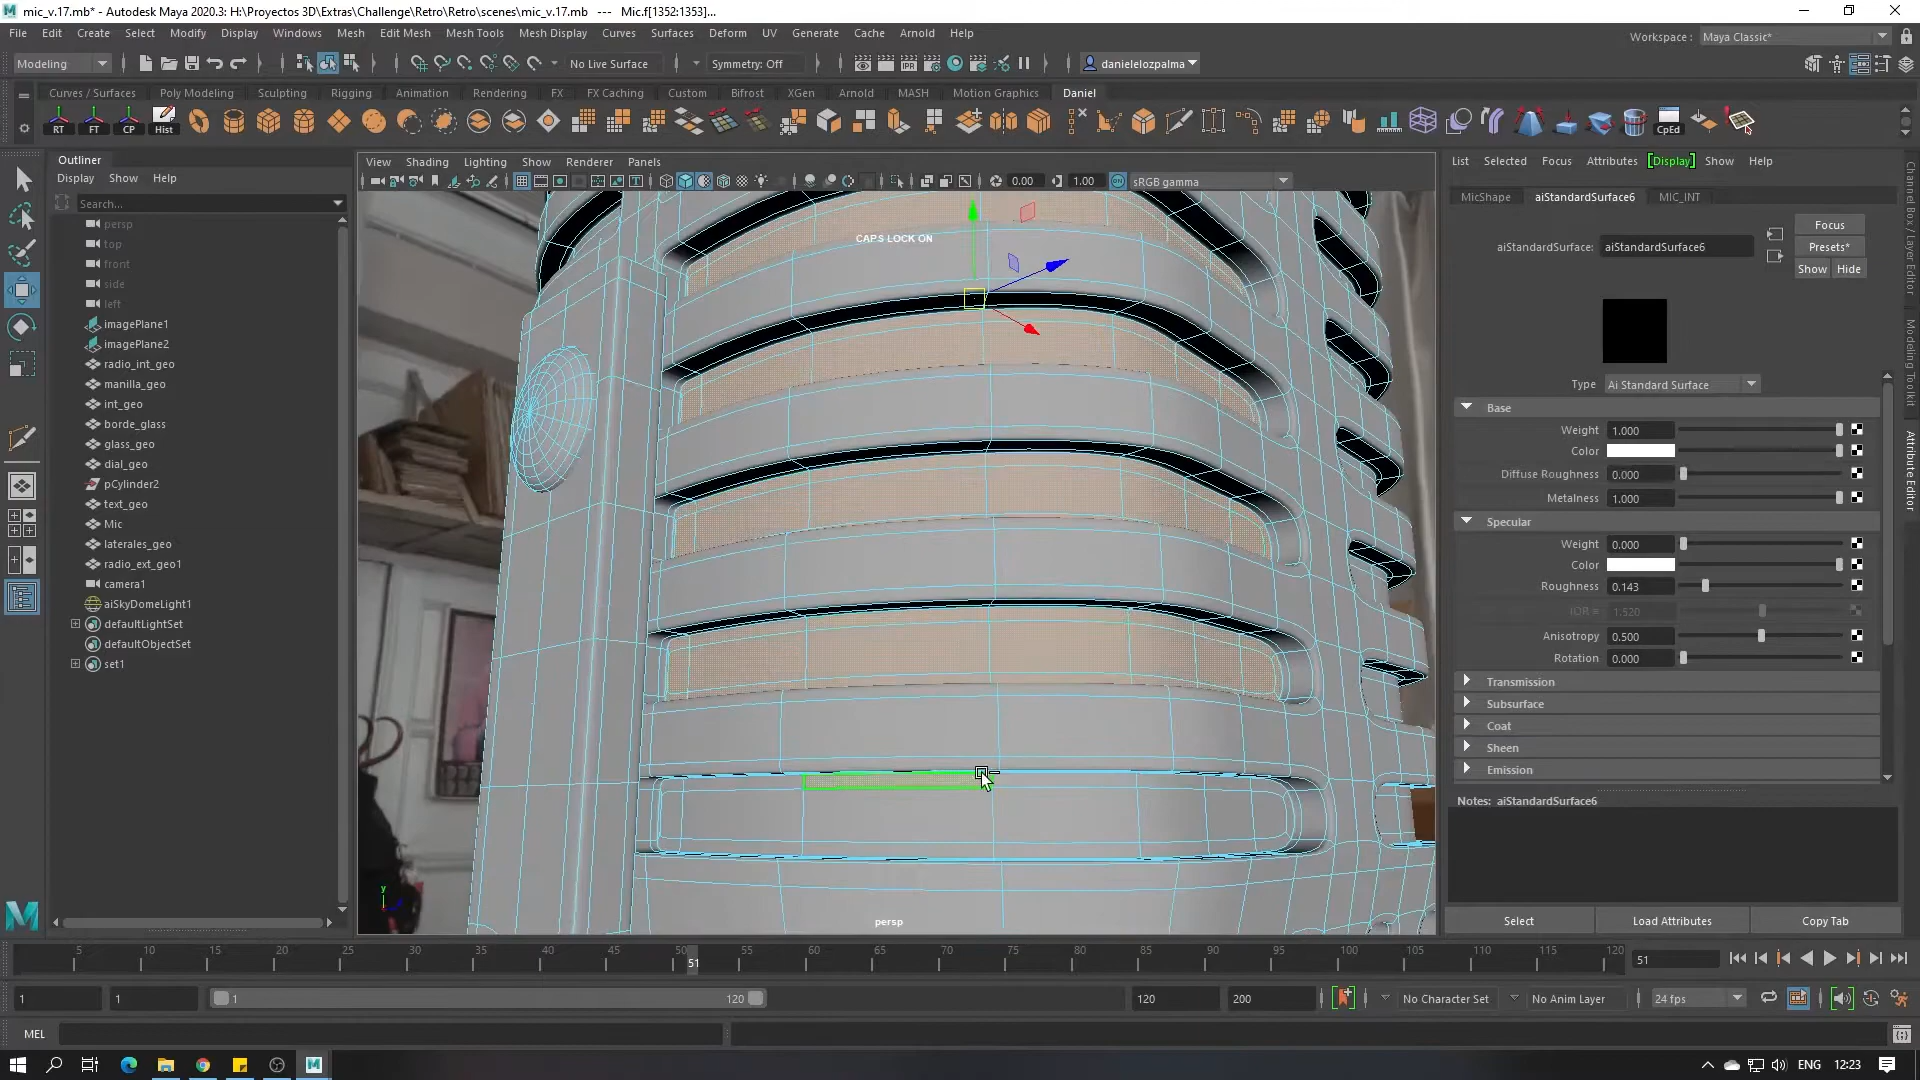 mic_v.17.mb* - Autodesk Maya 2020.3: H:\Proyectos 3D\Extras\Challenge\Retro\Retro\scenes\mic_v.17.mb --- Mic.f[1352:1353]...
File Edit Create Select Modify Display Windows Mesh Edit Mesh Mesh Tools Mesh Display Curves Surfaces Deform UV Generate Cache Arnold Help
Workspace : Maya Classic*
Modeling
No Live Surface
Symmetry: Off
danielelozpalma
Curves / Surfaces Poly Modeling Sculpting Rigging Animation Rendering FX FX Caching Custom Bifrost XGen Arnold MASH Motion Graphics Daniel
RT FT CP Hist
IPR
CpEd
Outliner
Display Show Help
Search...
persp
top
front
side
left
imagePlane1
imagePlane2
radio_int_geo
manilla_geo
int_geo
borde_glass
glass_geo
dial_geo
pCylinder2
text_geo
Mic
laterales_geo
radio_ext_geo1
camera1
aiSkyDomeLight1
defaultLightSet
defaultObjectSet
set1
View Shading Lighting Show Renderer Panels
0.00 1.00 ON sRGB gamma
CAPS LOCK ON
y
persp
List Selected Focus Attributes [Display] Show Help
MicShape aiStandardSurface6 MIC_INT
aiStandardSurface: aiStandardSurface6
Focus
Presets*
Show Hide
Type Ai Standard Surface
Base
Weight 1.000
Color
Diffuse Roughness 0.000
Metalness 1.000
Specular
Weight 0.000
Color
Roughness 0.143
IOR = 1.520
Anisotropy 0.500
Rotation 0.000
Transmission
Subsurface
Coat
Sheen
Emission
Notes: aiStandardSurface6
Select Load Attributes Copy Tab
Channel Box / Layer Editor
Modeling Toolkit
Attribute Editor
5 10 15 20 25 30 35 40 45 50 51 55 60 65 70 75 80 85 90 95 100 105 110 115 120
51
1 1 1 120 120 200
No Character Set
No Anim Layer
24 fps
MEL
ENG 12:23